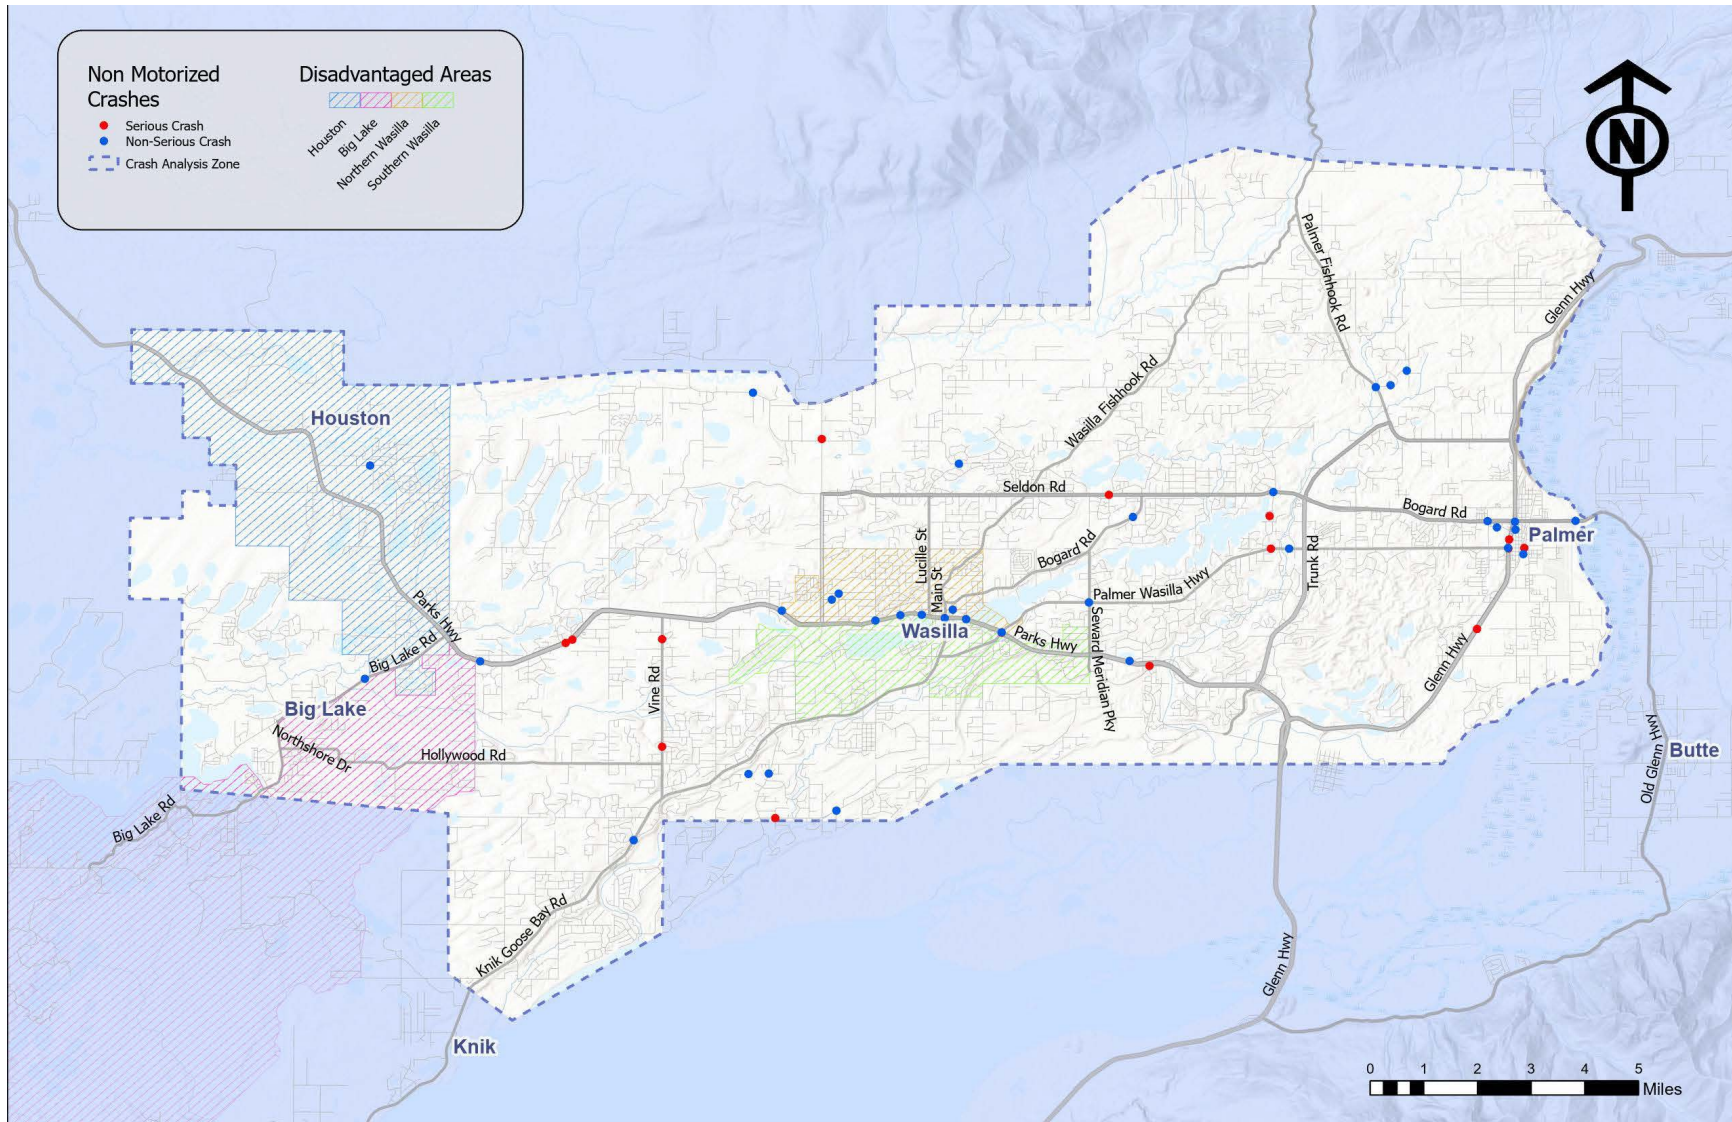 Non Motorized
Crashes
Serious Crash
Non-Serious Crash
Crash Analysis Zone
Disadvantaged Areas
Houston
Big Lake
Northern Wasilla
Southern Wasilla
N
Palmer Fishhook Rd
Glenn Hwy
Wasilla Fishhook Rd
Houston
Seldon Rd
Bogard Rd
Palmer
Lucille St
Bogard Rd
Trunk Rd
Main St
Palmer Wasilla Hwy
Parks Hwy
Wasilla
Parks Hwy
Seward Meridian Pky
Big Lake Rd
Glenn Hwy
Vine Rd
Big Lake
Northshore Dr
Hollywood Rd
Butte
Old Glenn Hwy
Big Lake Rd
Knik Goose Bay Rd
Glenn Hwy
Knik
0 1 2 3 4 5
Miles